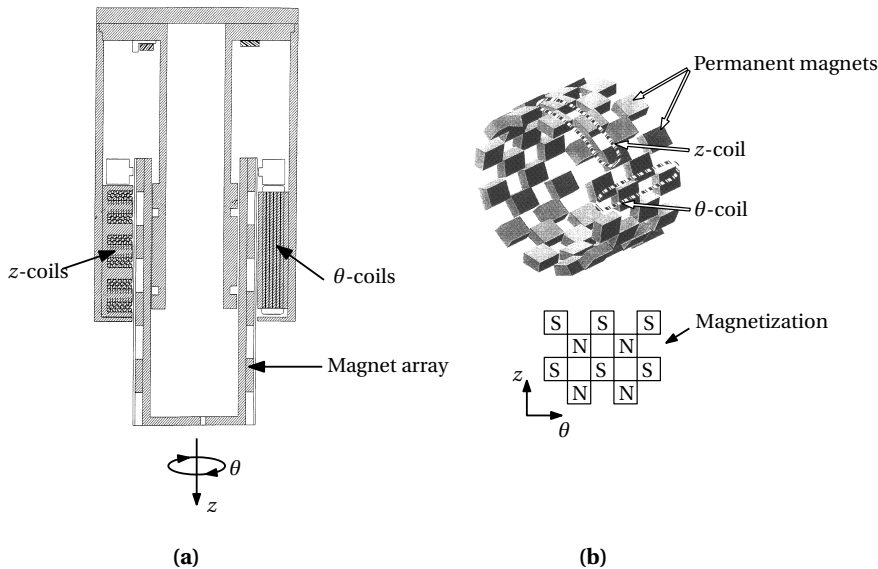 z-coils
θ-coils
Magnet array
θ
z
(a)
Permanent magnets
z-coil
θ-coil
S S S
N N
S S S
N N
Magnetization
z
θ
(b)